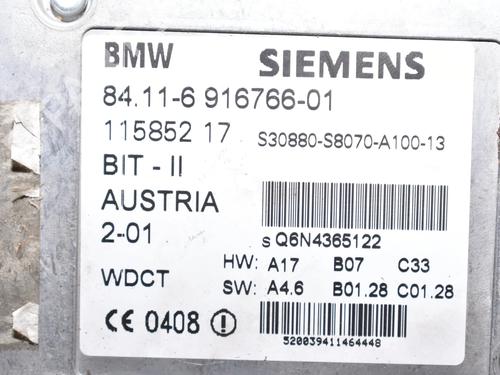 BMW SIEMENS
84.11-6 916766-01
115852 17 S30880-S8070-A100-13
BIT - II
AUSTRIA
2-01 S Q6N4365122
HW: A17 B07 C33
WDCT SW: A4.6 B01.28 C01.28
CE 0408
520039411464448